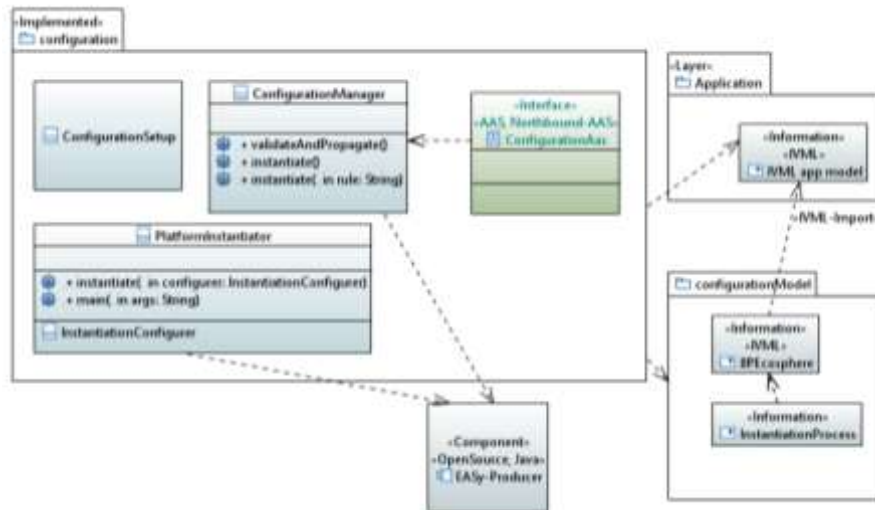 «Implemented»
configuration
ConfigurationSetup
ConfigurationManager
+ validateAndPropagate()
+ instantiate()
+ instantiate( in rule: String)
«Interface»
«AAS, Northbound-AAS»
ConfigurationAas
PlatformInstantiator
+ instantiate( in configurer: InstantiationConfigurer)
+ main( in args: String)
InstantiationConfigurer
«Layer»
Application
«Information»
«IVML»
IVML app model
«IVML-Import»
configurationModel
«Information»
«IVML»
IIPEcosphere
«Information»
InstantiationProcess
«Component»
«OpenSource, Java»
EASy-Producer